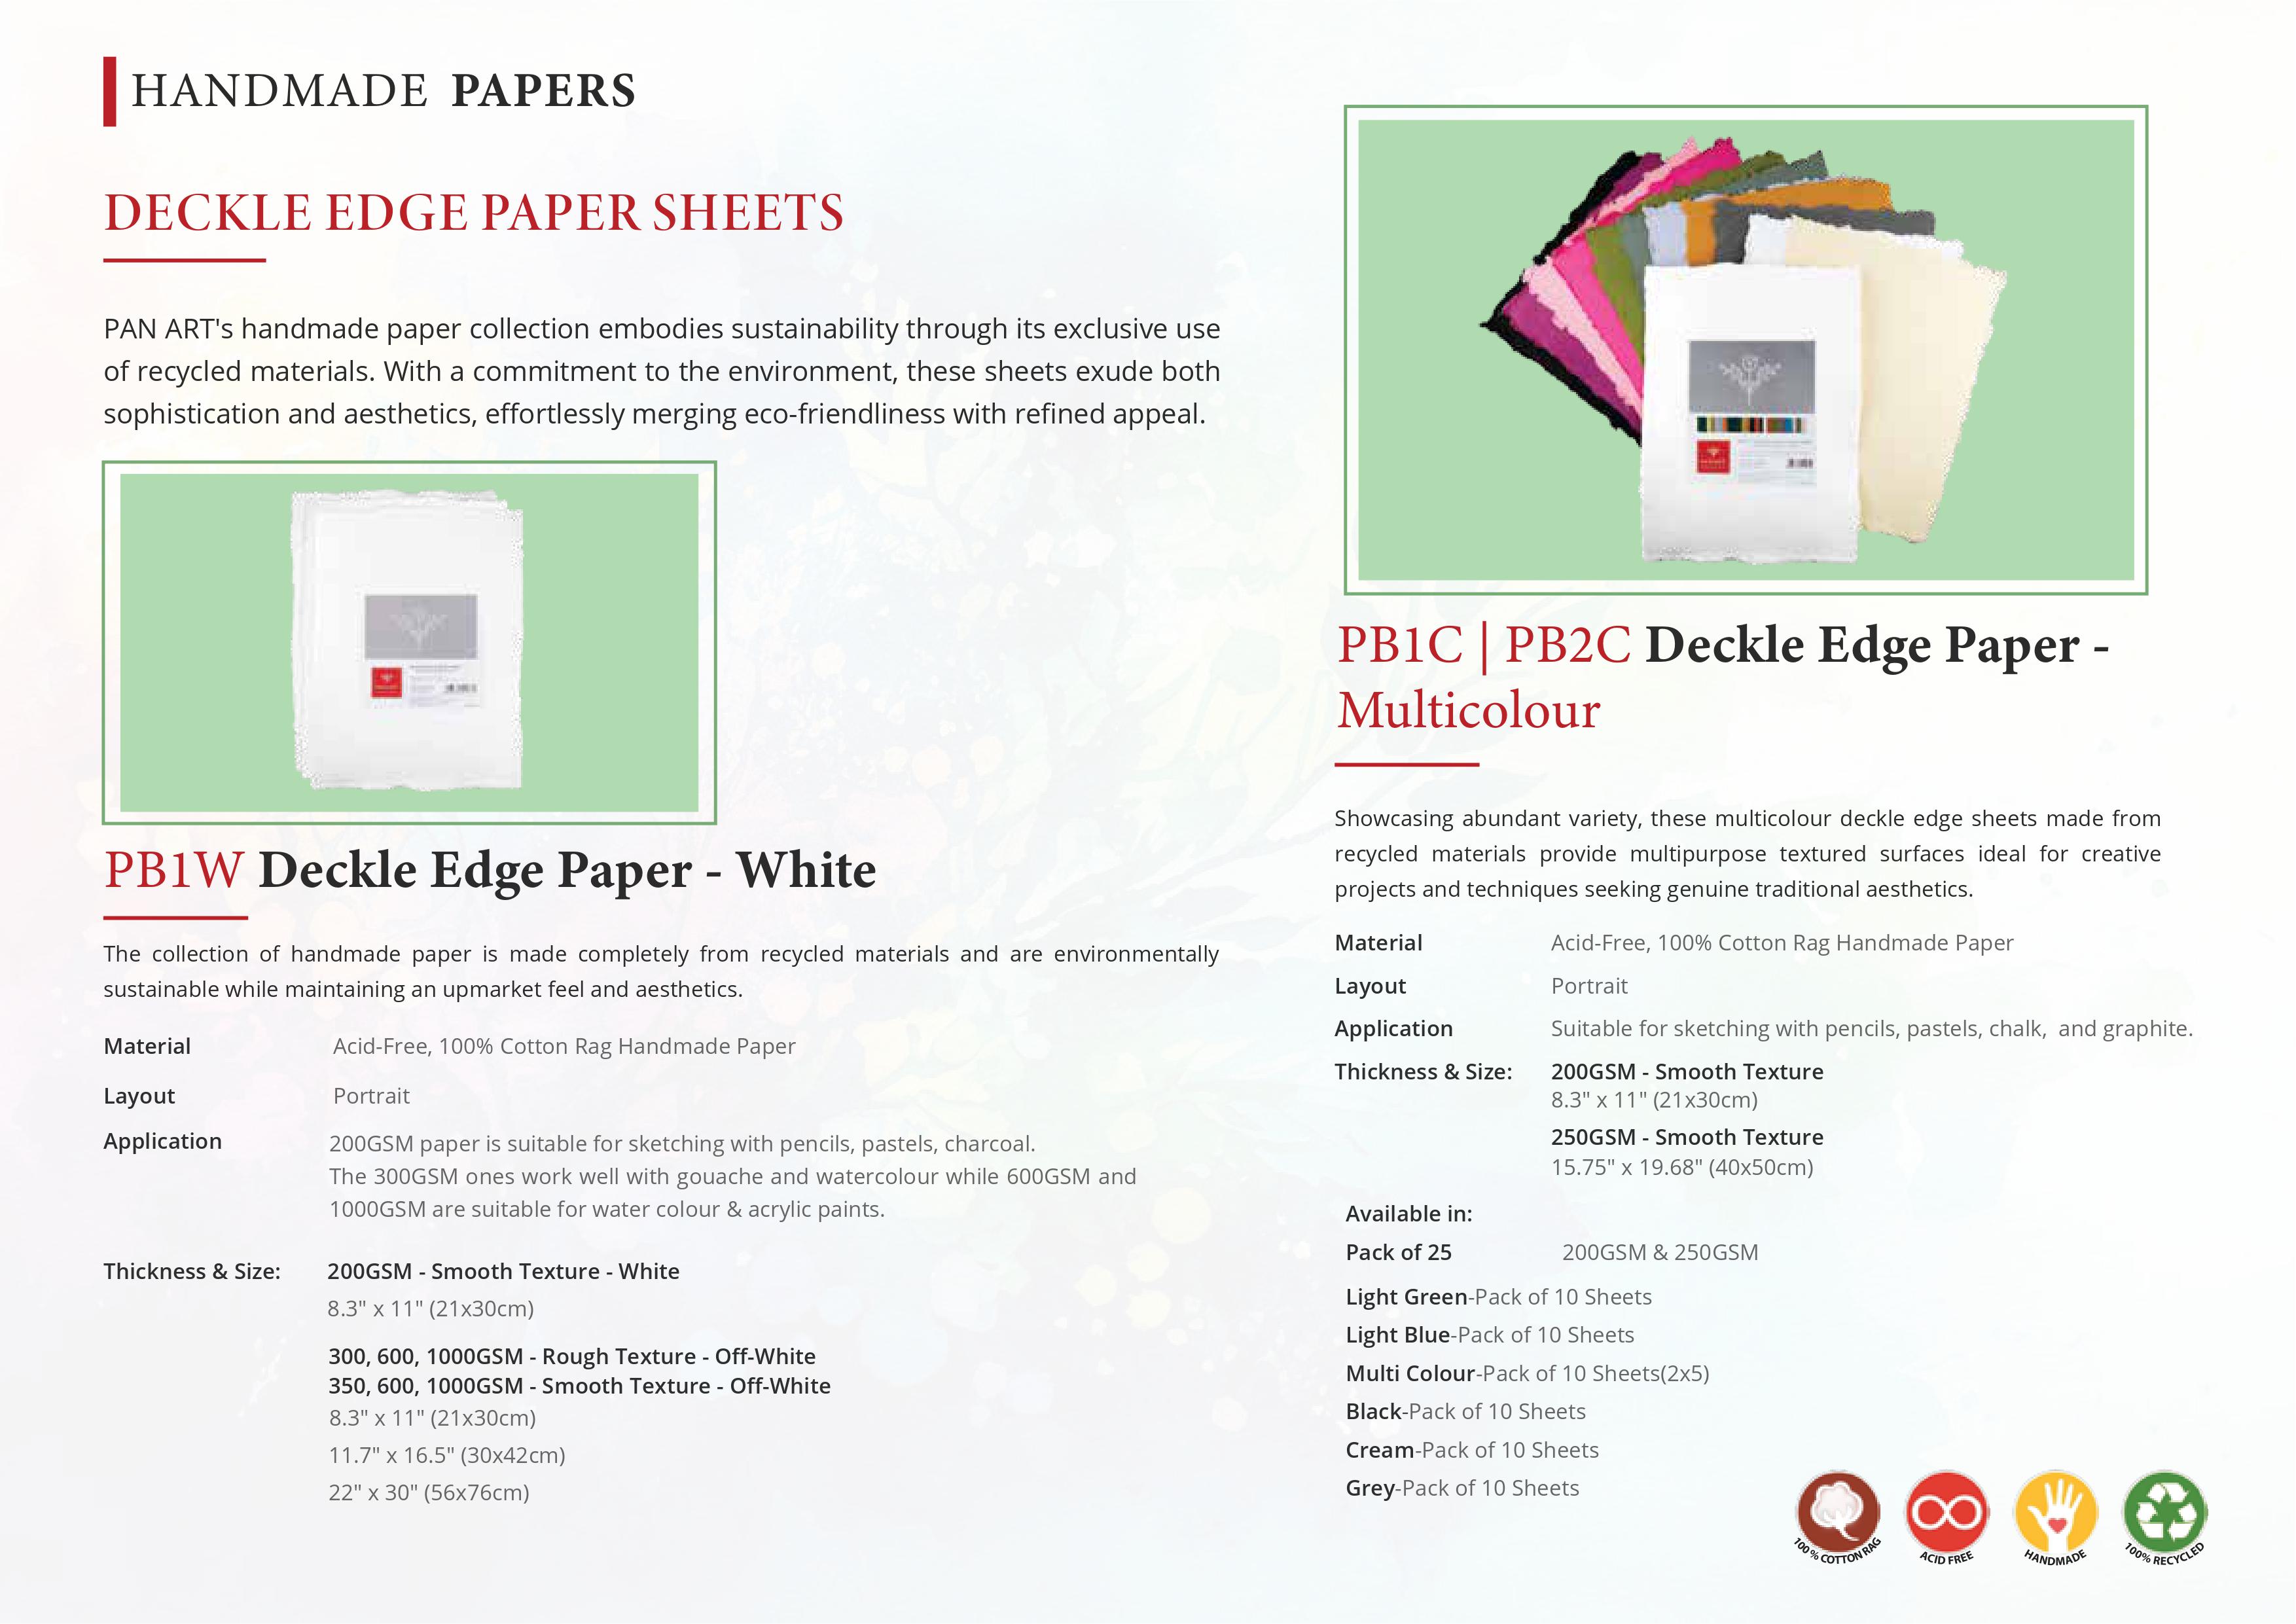 HANDMADE PAPERS
DECKLE EDGE PAPER SHEETS
PAN ART's handmade paper collection embodies sustainability through its exclusive use
of recycled materials. With a commitment to the environment, these sheets exude both
sophistication and aesthetics, effortlessly merging eco-friendliness with refined appeal.
PB1W Deckle Edge Paper - White
The collection of handmade paper is made completely from recycled materials and are environmentally
sustainable while maintaining an upmarket feel and aesthetics.
Material Acid-Free, 100% Cotton Rag Handmade Paper
Layout Portrait
Application 200GSM paper is suitable for sketching with pencils, pastels, charcoal.
The 300GSM ones work well with gouache and watercolour while 600GSM and
1000GSM are suitable for water colour & acrylic paints.
Thickness & Size: 200GSM - Smooth Texture - White
8.3" x 11" (21x30cm)
300, 600, 1000GSM - Rough Texture - Off-White
350, 600, 1000GSM - Smooth Texture - Off-White
8.3" x 11" (21x30cm)
11.7" x 16.5" (30x42cm)
22" x 30" (56x76cm)
PB1C | PB2C Deckle Edge Paper -
Multicolour
Showcasing abundant variety, these multicolour deckle edge sheets made from
recycled materials provide multipurpose textured surfaces ideal for creative
projects and techniques seeking genuine traditional aesthetics.
Material Acid-Free, 100% Cotton Rag Handmade Paper
Layout Portrait
Application Suitable for sketching with pencils, pastels, chalk, and graphite.
Thickness & Size: 200GSM - Smooth Texture
8.3" x 11" (21x30cm)
250GSM - Smooth Texture
15.75" x 19.68" (40x50cm)
Available in:
Pack of 25 200GSM & 250GSM
Light Green-Pack of 10 Sheets
Light Blue-Pack of 10 Sheets
Multi Colour-Pack of 10 Sheets(2x5)
Black-Pack of 10 Sheets
Cream-Pack of 10 Sheets
Grey-Pack of 10 Sheets
100 % COTTON RAG ACID FREE HANDMADE 100% RECYCLED